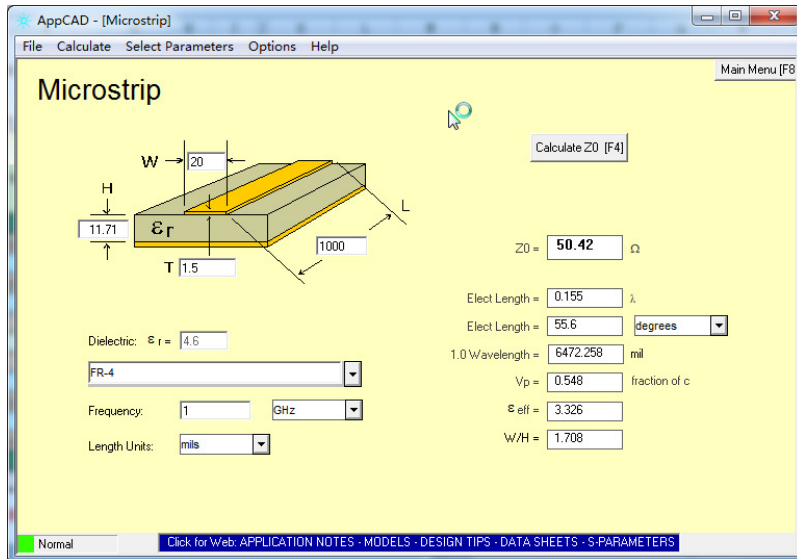 AppCAD - [Microstrip]
File Calculate Select Parameters Options Help
Main Menu [F8
Microstrip
Calculate Z0 [F4]
W 20
H
L
11.71
εr
1000
T 1.5
Z0 = 50.42 Ω
Elect Length = 0.155 λ
Elect Length = 55.6 degrees
1.0 Wavelength = 6472.258 mil
Vp = 0.548 fraction of c
ε eff = 3.326
W/H = 1.708
Dielectric: ε r = 4.6
FR-4
Frequency: 1 GHz
Length Units: mils
Normal
Click for Web: APPLICATION NOTES - MODELS - DESIGN TIPS - DATA SHEETS - S-PARAMETERS